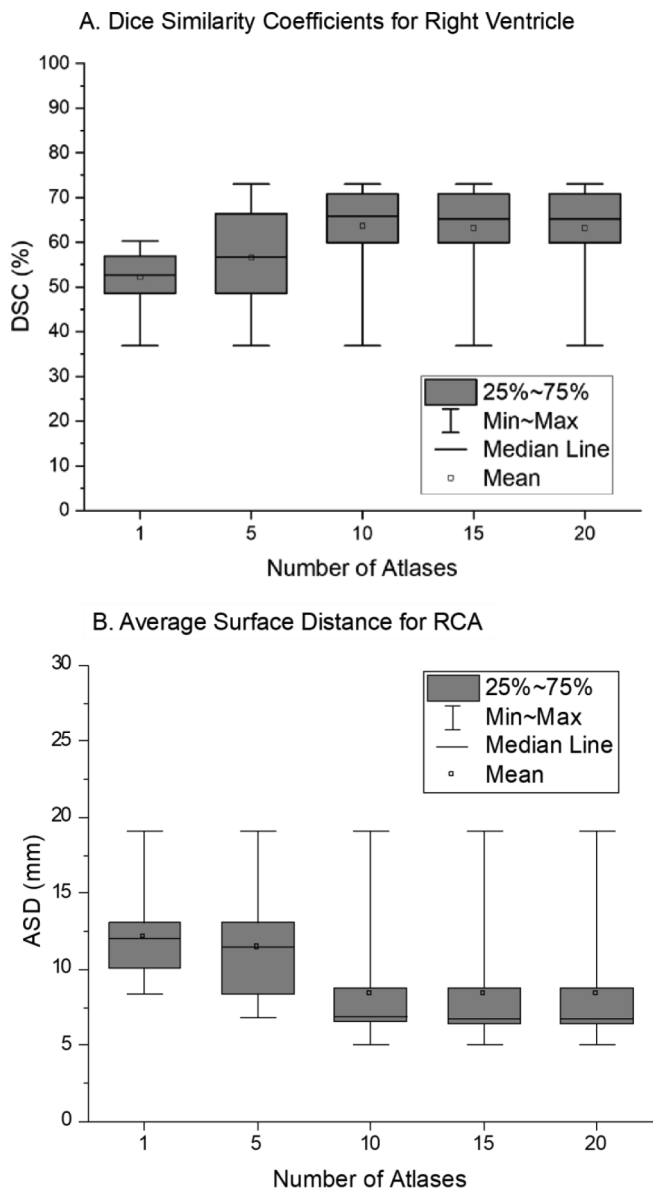 A. Dice Similarity Coefficients for Right Ventricle
100
90
80
70
60
50
40
30
20
10
0
DSC (%)
25%~75%
Min~Max
Median Line
Mean
1 5 10 15 20
Number of Atlases
B. Average Surface Distance for RCA
30
25
20
15
10
5
0
ASD (mm)
25%~75%
Min~Max
Median Line
Mean
1 5 10 15 20
Number of Atlases